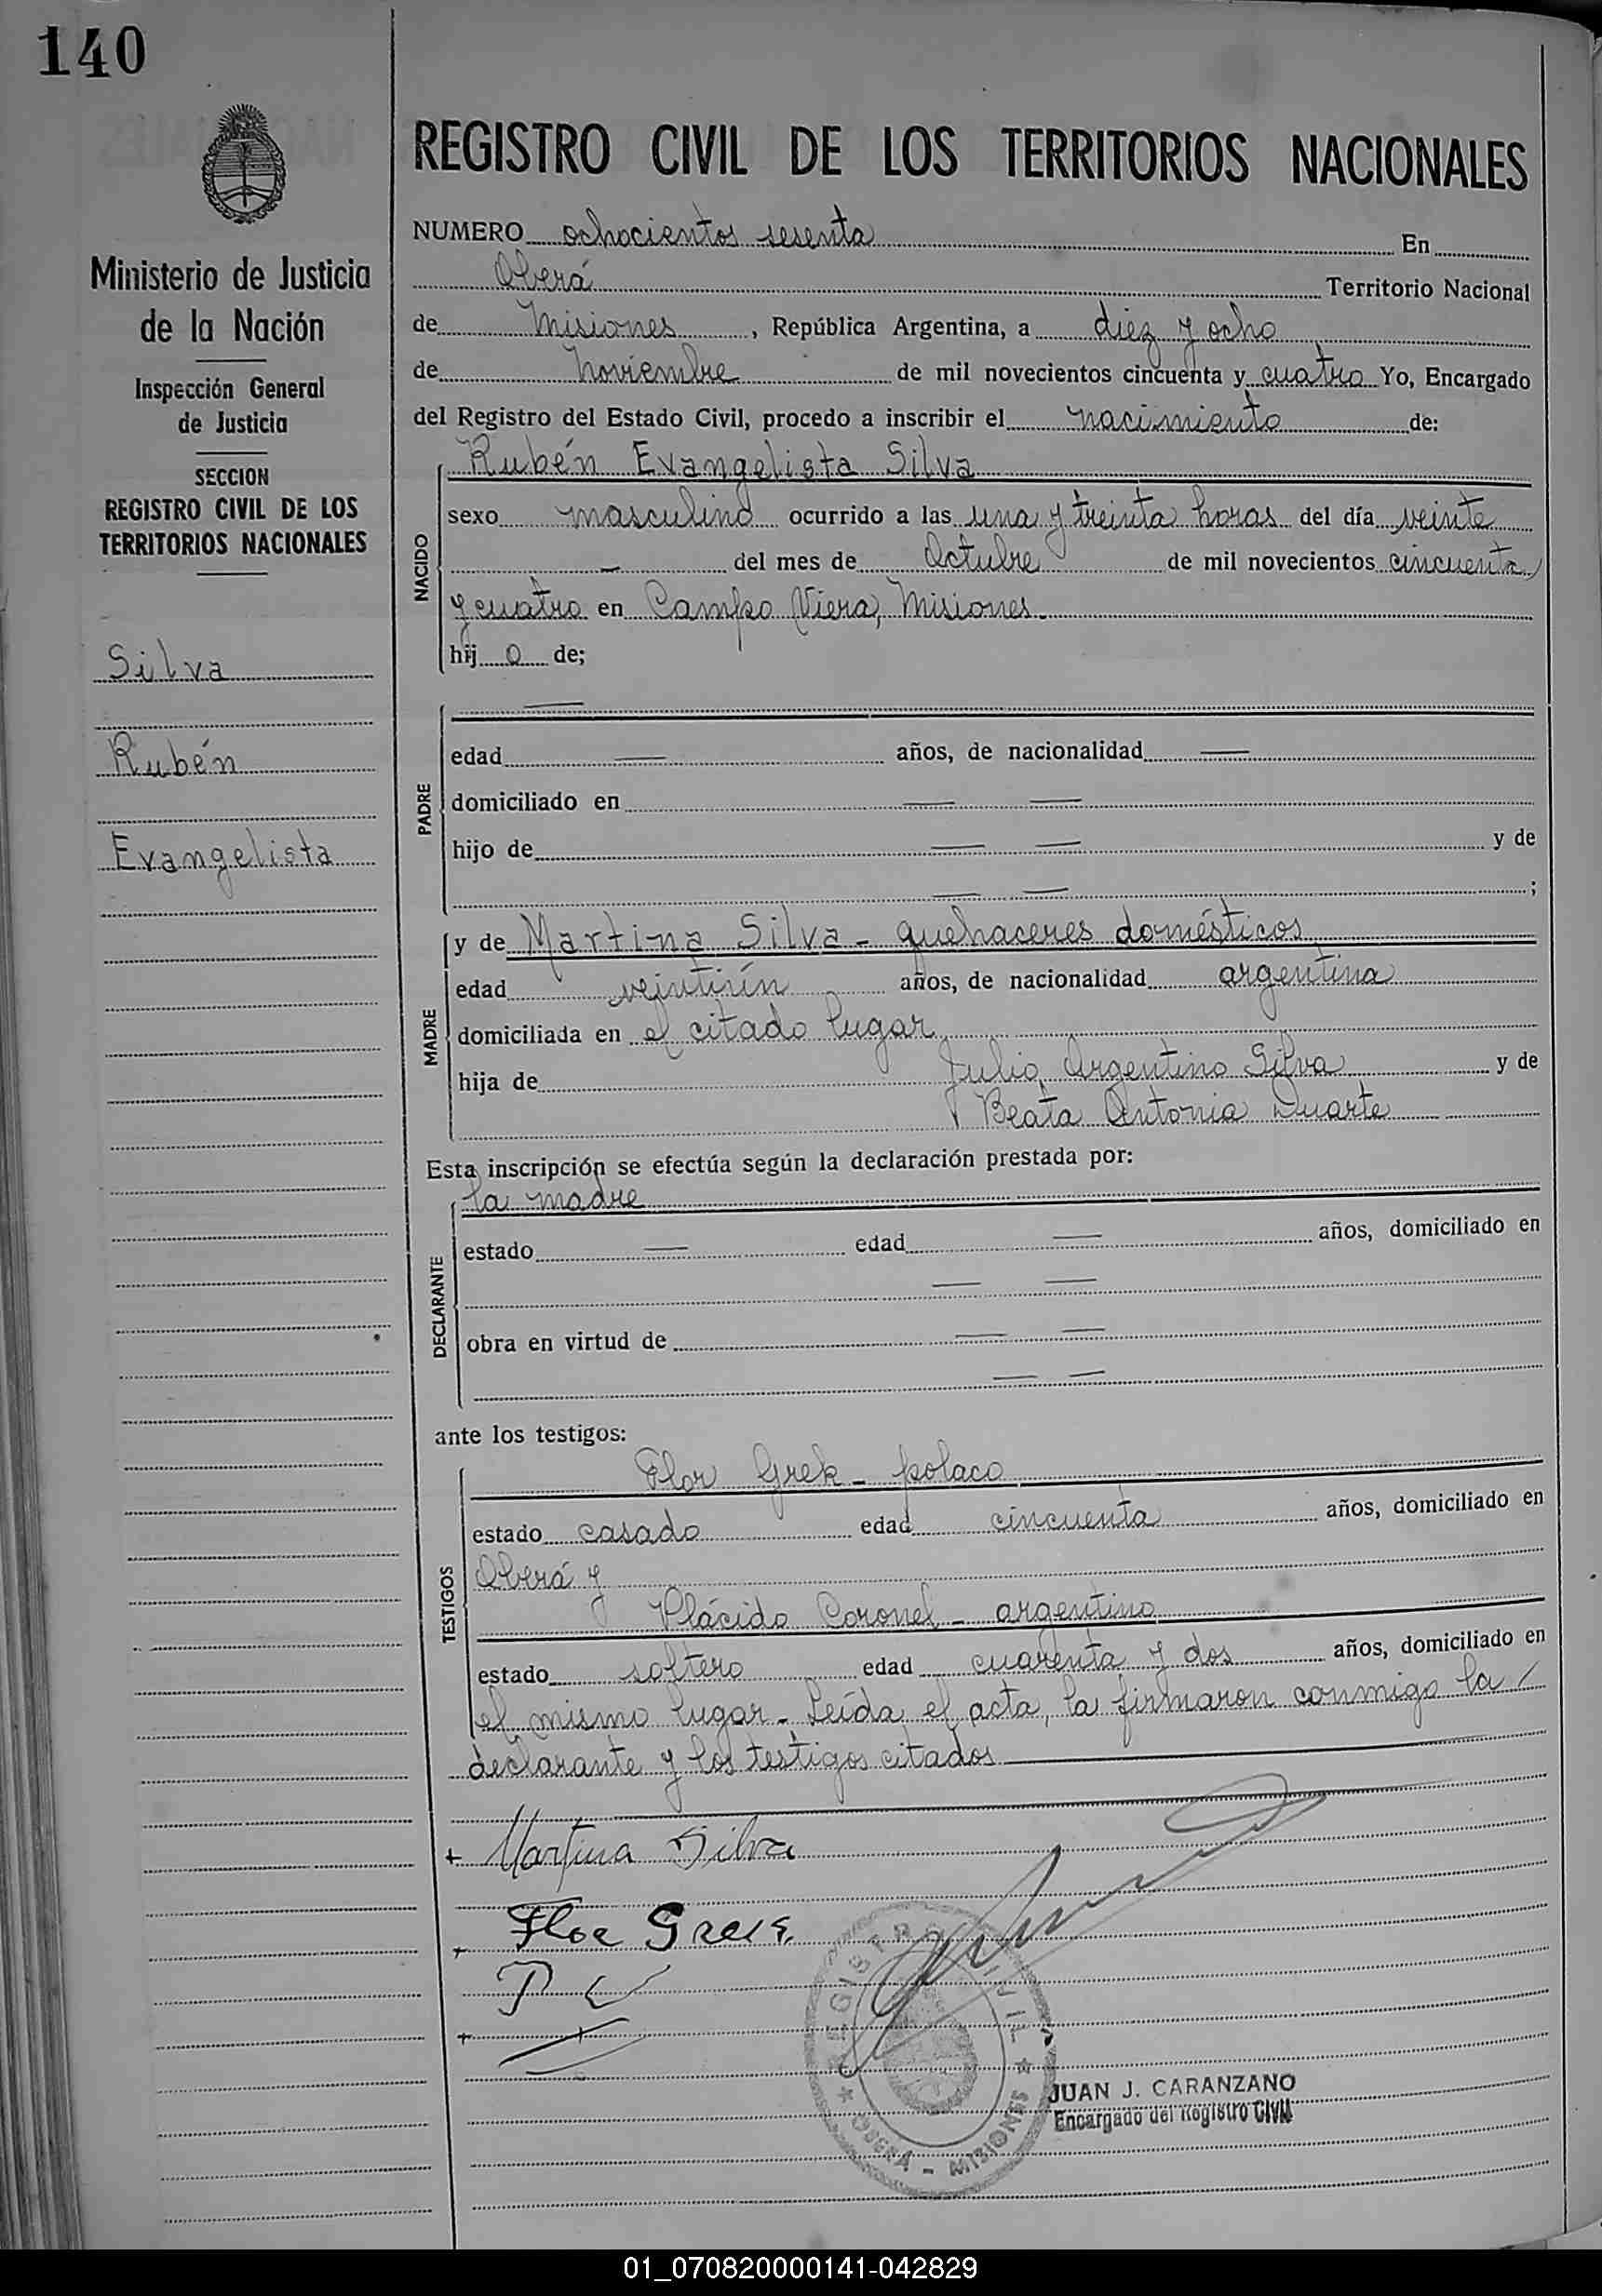 140
Ministerio de Justicia
de la Nación
Inspección General
de Justicia
SECCION
REGISTRO CIVIL DE LOS
TERRITORIOS NACIONALES
Silva
Rubén
Evangelista
REGISTRO CIVIL DE LOS TERRITORIOS NACIONALES
NUMERO ochocientos sesenta En
Oberá Territorio Nacional
de Misiones, República Argentina, a diez y ocho
de noviembre de mil novecientos cincuenta y cuatro Yo, Encargado
del Registro del Estado Civil, procedo a inscribir el nacimiento de:
NACIDO
Rubén Evangelista Silva
sexo masculino ocurrido a las una y treinta horas del día veinte
— del mes de Octubre de mil novecientos cincuenta
y cuatro en Campo Viera, Misiones.
hij o de;
PADRE
—
edad — años, de nacionalidad —
domiciliado en — —
hijo de — — y de
— — ;
MADRE
y de Martina Silva - quehaceres domésticos
edad años, de nacionalidad argentina
domiciliada en el citado lugar
hija de Julio Argentino Silva y de
Beata Antonia Duarte
Esta inscripción se efectúa según la declaración prestada por:
DECLARANTE
la madre
estado — edad — años, domiciliado en
— —
obra en virtud de — —
— —
ante los testigos:
TESTIGOS
Flor Grek - polaco
estado casado edad cincuenta años, domiciliado en
Oberá y
Plácido Coronel - argentino
estado soltero edad cuarenta y dos años, domiciliado en
el mismo lugar - Leída el acta, la firmaron conmigo la /
declarante y los testigos citados
+ Martina Silva
+
P C
+
REGISTRO CIVIL
OBERA - MISIONES
JUAN J. CARANZANO
Encargado del Registro Civil
01_070820000141-042829